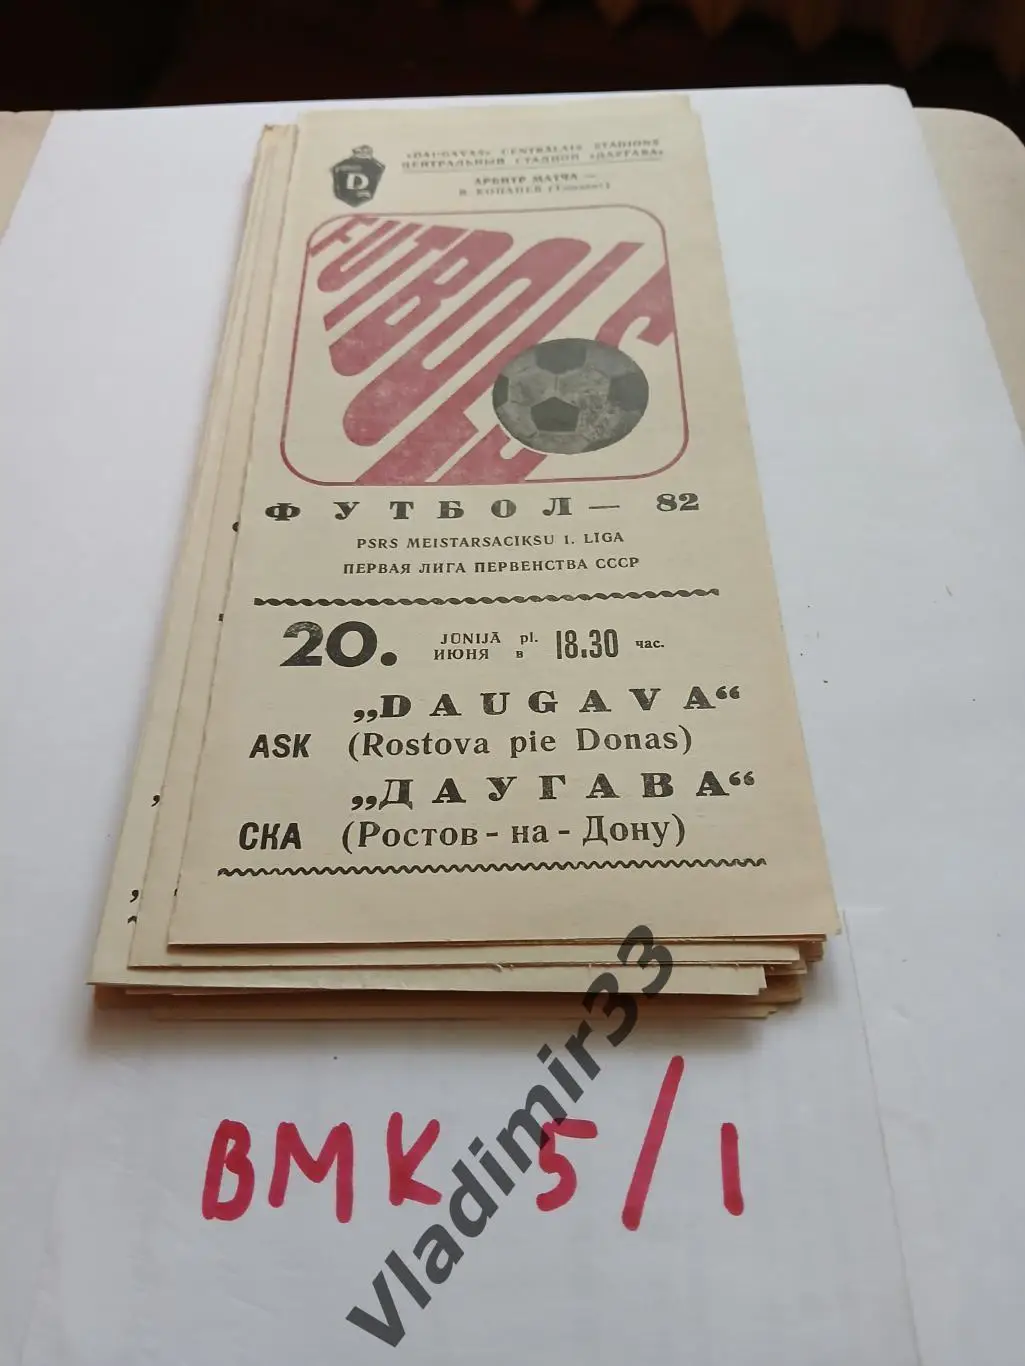 «DAUGAVAS» CENTRALAIS STADIONS
ЦЕНТРАЛЬНЫЙ СТАДИОН «ДАУГАВА»
АРБИТР МАТЧА —
D
FUTBOLS
ФУТБОЛ — 82
PSRS MEISTARSACIKSU 1. LIGA
ПЕРВАЯ ЛИГА ПЕРВЕНСТВА СССР
20. JŪNIJĀ pl. 18.30 час.
ИЮНЯ в
„DAUGAVA“
ASK (Rostova pie Donas)
„ДАУГАВА“
СКА (Ростов-на-Дону)
ВМК 5/1
Vladimir33